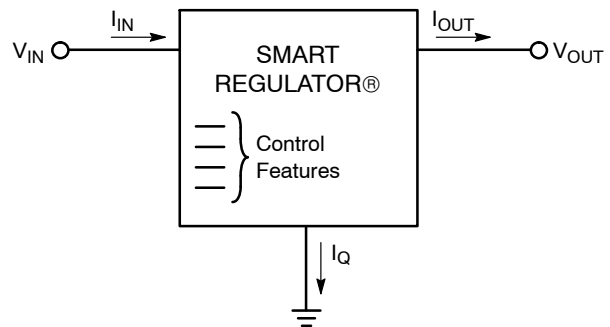 I_IN
I_OUT
V_IN
SMART
REGULATOR®
V_OUT
Control
Features
I_Q